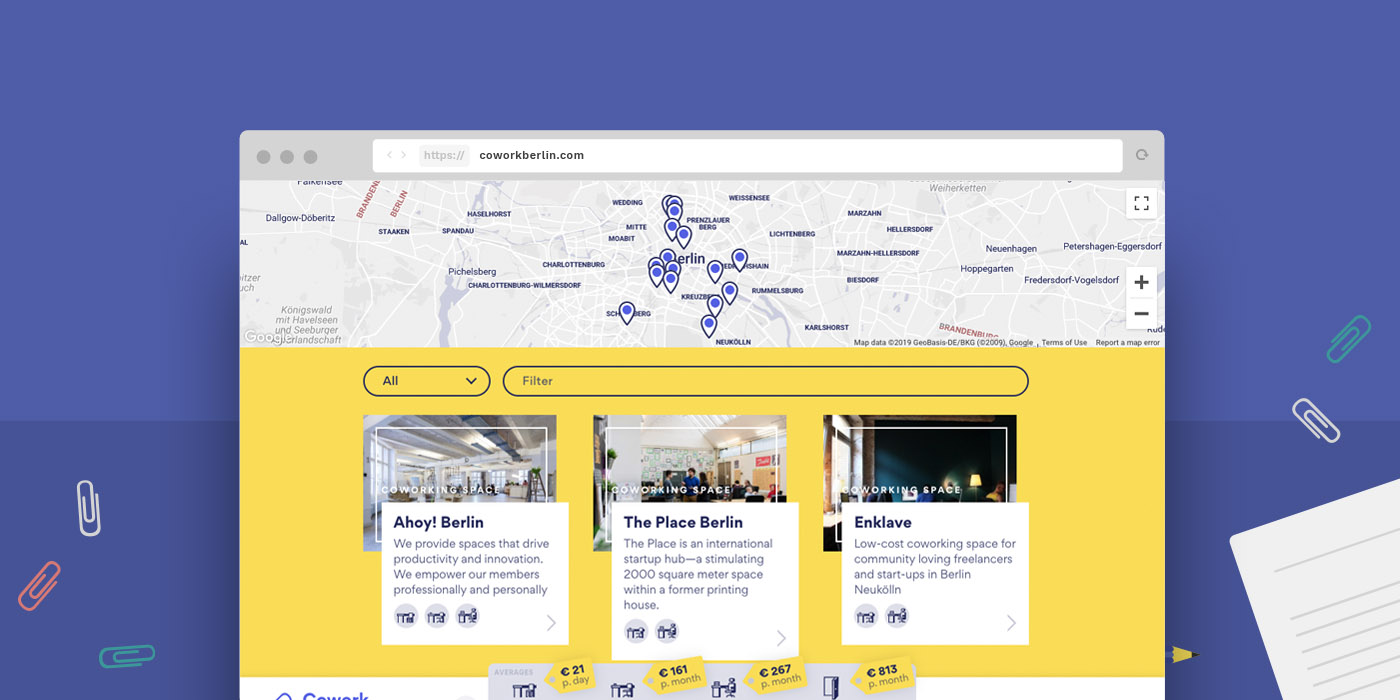 https:// coworkberlin.com
Falkensee
BRANDENBURG
BERLIN
Weiherketten
WEDDING
WEISSENSEE
Dallgow-Döberitz
HASELHORST
MARZAHN
PRENZLAUER
BERG
STAAKEN
SPANDAU
MITTE
MOABIT
LICHTENBERG
HELLERSDORF
Neuenhagen
Petershagen-Eggersdorf
MARZAHN-HELLERSDORF
erlin
CHARLOTTENBURG
SHAIN
Pichelsberg
Hoppegarten
CHARLOTTENBURG-WILMERSDORF
RUMMELSBURG
BIESDORF
Fredersdorf-Vogelsdorf
KREUZBE
Königswald
mit Havelseen
und Seeburger
SCH BERG
KARLSHORST
BRANDENBURG
Google
NEUKÖLLN
Map data ©2019 GeoBasis-DE/BKG (©2009), Google Terms of Use Report a map error
All
Filter
COWORKING SPACE
Ahoy! Berlin
We provide spaces that drive
productivity and innovation.
We empower our members
professionally and personally
COWORKING SPACE
The Place Berlin
The Place is an international
startup hub—a stimulating
2000 square meter space
within a former printing
house.
COWORKING SPACE
Enklave
Low-cost coworking space for
community loving freelancers
and start-ups in Berlin
Neukölln
AVERAGES
€ 21
p. day
€ 161
p. month
€ 267
p. month
€ 813
p. month
Cowork